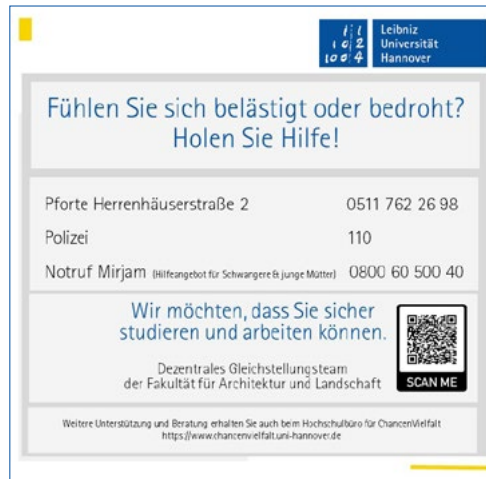 Leibniz
Universität
Hannover
Fühlen Sie sich belästigt oder bedroht?
Holen Sie Hilfe!
Pforte Herrenhäuserstraße 2 0511 762 26 98
Polizei 110
Notruf Mirjam (Hilfeangebot für Schwangere & junge Mütter) 0800 60 500 40
Wir möchten, dass Sie sicher
studieren und arbeiten können.
Dezentrales Gleichstellungsteam
der Fakultät für Architektur und Landschaft
SCAN ME
Weitere Unterstützung und Beratung erhalten Sie auch beim Hochschulbüro für ChancenVielfalt
https://www.chancenvielfalt.uni-hannover.de